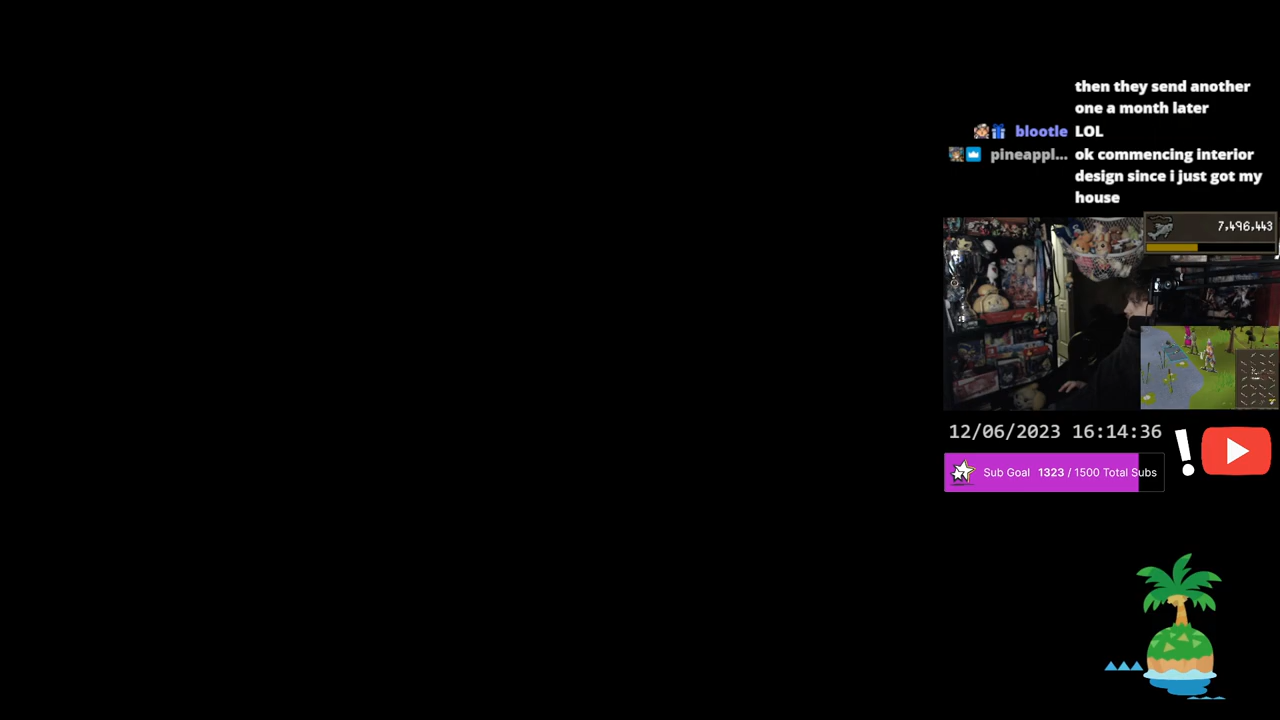 then they send another
one a month later
blootle LOL
pineappl... ok commencing interior
design since i just got my
house
7,496,443
12/06/2023 16:14:36
!
Sub Goal 1323 / 1500 Total Subs